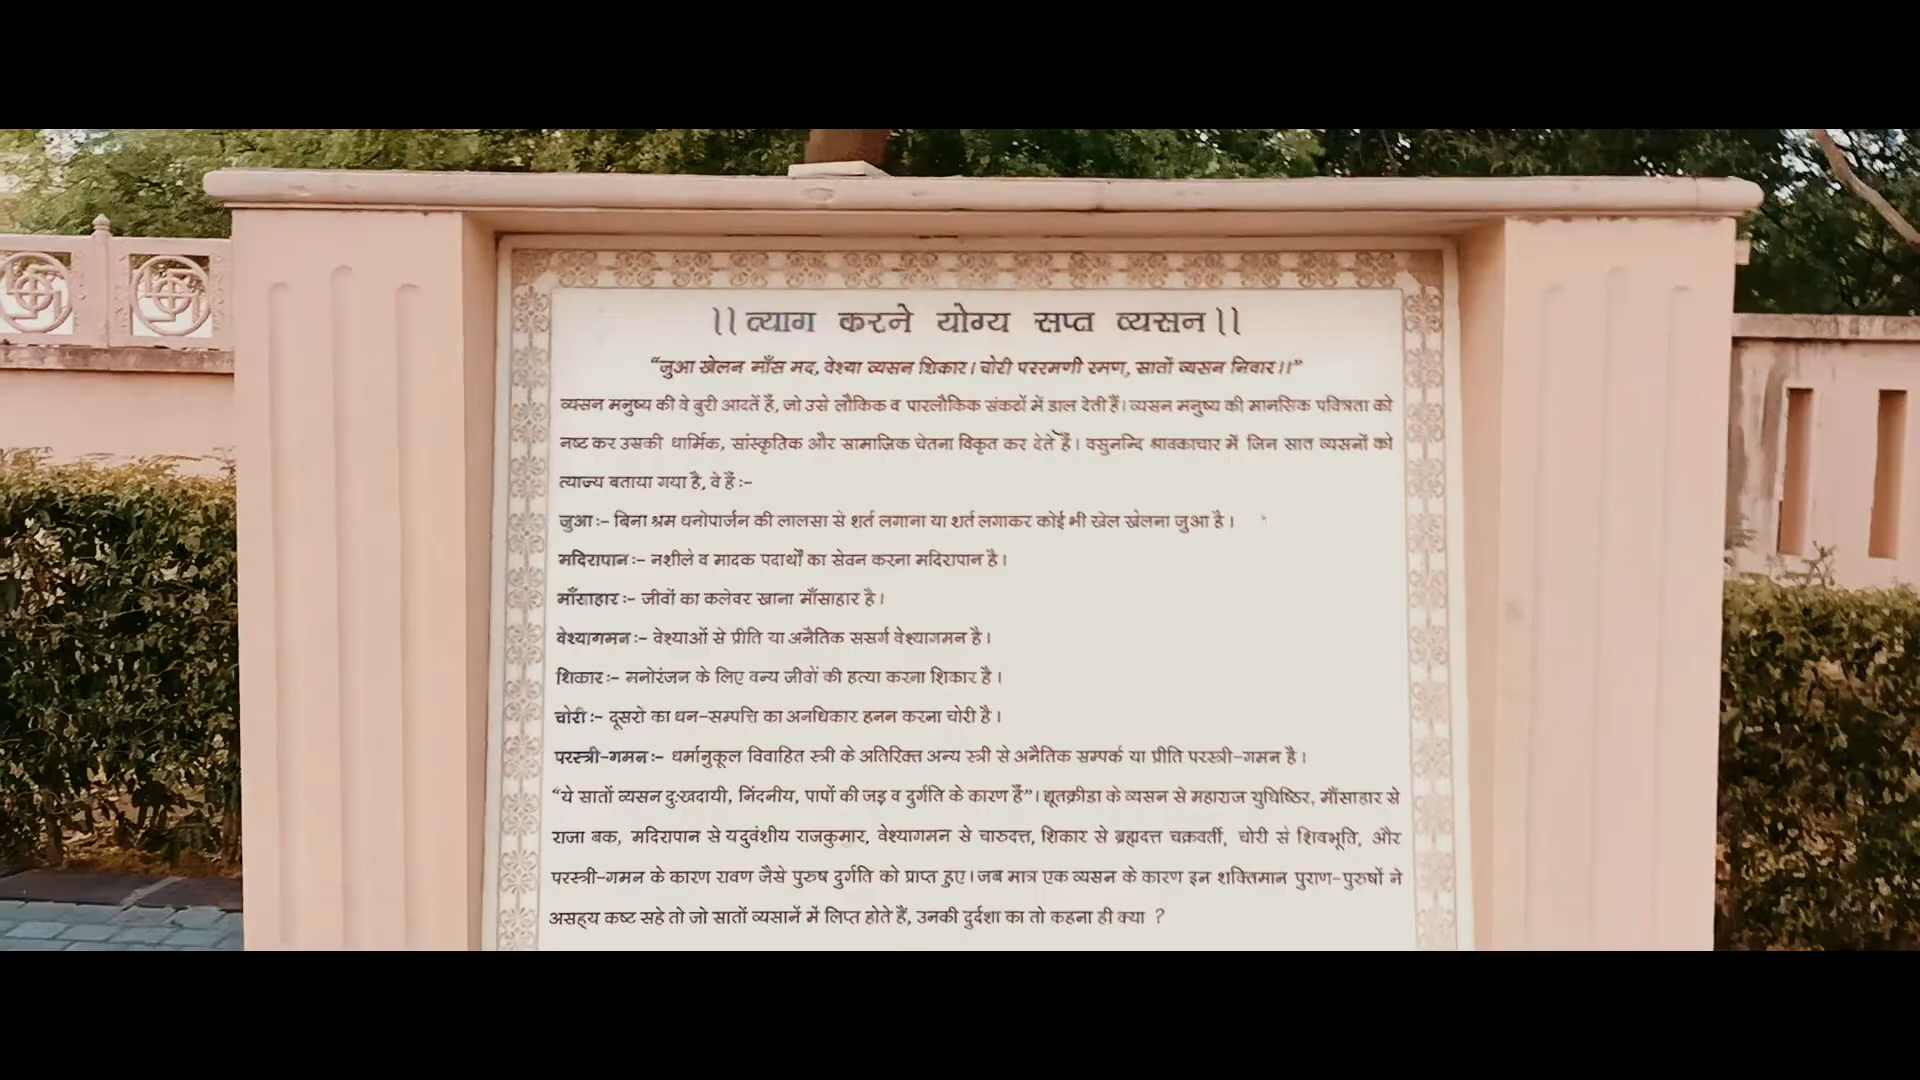 ।। त्याग करने योग्य सप्त व्यसन ।।
“जुआ खेलन माँस मद, वेश्या व्यसन शिकार। चोरी पररमणी रमण, सातों व्यसन निवार।।”
व्यसन मनुष्य की वे बुरी आदतें हैं, जो उसे लौकिक व पारलौकिक संकटों में डाल देती हैं। व्यसन मनुष्य की मानसिक पवित्रता को
नष्ट कर उसकी धार्मिक, सांस्कृतिक और सामाजिक चेतना विकृत कर देते हैं। वसुनन्दि श्रावकाचार में जिन सात व्यसनों को
त्याज्य बताया गया है, वे हैं :–
जुआ :– बिना श्रम धनोपार्जन की लालसा से शर्त लगाना या शर्त लगाकर कोई भी खेल खेलना जुआ है।
मदिरापान :– नशीले व मादक पदार्थों का सेवन करना मदिरापान है।
माँसाहार :– जीवों का कलेवर खाना माँसाहार है।
वेश्यागमन :– वेश्याओं से प्रीति या अनैतिक ससर्ग वेश्यागमन है।
शिकार :– मनोरंजन के लिए वन्य जीवों की हत्या करना शिकार है।
चोरी :– दूसरों का धन–सम्पत्ति का अनधिकार हनन करना चोरी है।
परस्त्री–गमन :– धर्मानुकूल विवाहित स्त्री के अतिरिक्त अन्य स्त्री से अनैतिक सम्पर्क या प्रीति परस्त्री–गमन है।
“ये सातों व्यसन दुःखदायी, निंदनीय, पापों की जड़ व दुर्गति के कारण हैं”। द्यूतक्रीडा के व्यसन से महाराज युधिष्ठिर, माँसाहार से
राजा बक, मदिरापान से यदुवंशीय राजकुमार, वेश्यागमन से चारुदत्त, शिकार से ब्रह्मदत्त चक्रवर्ती, चोरी से शिवभूति, और
परस्त्री–गमन के कारण रावण जैसे पुरुष दुर्गति को प्राप्त हुए। जब मात्र एक व्यसन के कारण इन शक्तिमान पुराण–पुरुषों ने
असह्य कष्ट सहे तो जो सातों व्यसानें में लिप्त होते हैं, उनकी दुर्दशा का तो कहना ही क्या ?